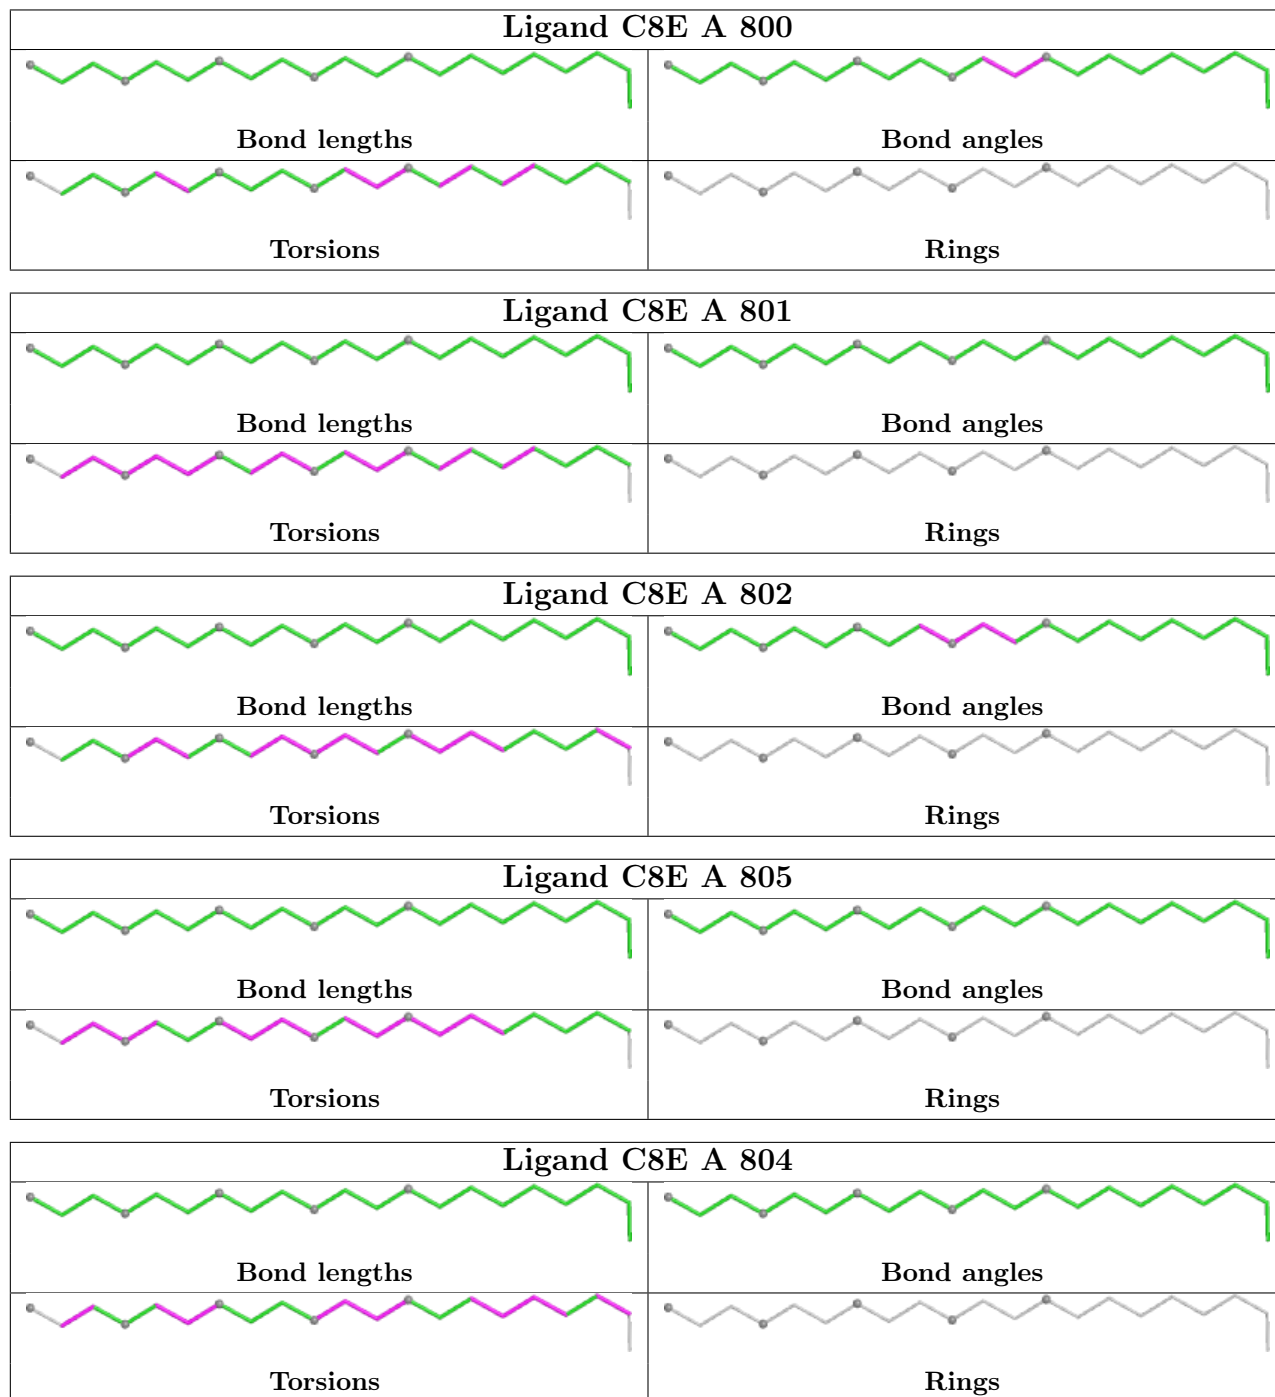 Ligand C8E A 800
Bond lengths
Bond angles
Torsions
Rings
Ligand C8E A 801
Bond lengths
Bond angles
Torsions
Rings
Ligand C8E A 802
Bond lengths
Bond angles
Torsions
Rings
Ligand C8E A 805
Bond lengths
Bond angles
Torsions
Rings
Ligand C8E A 804
Bond lengths
Bond angles
Torsions
Rings